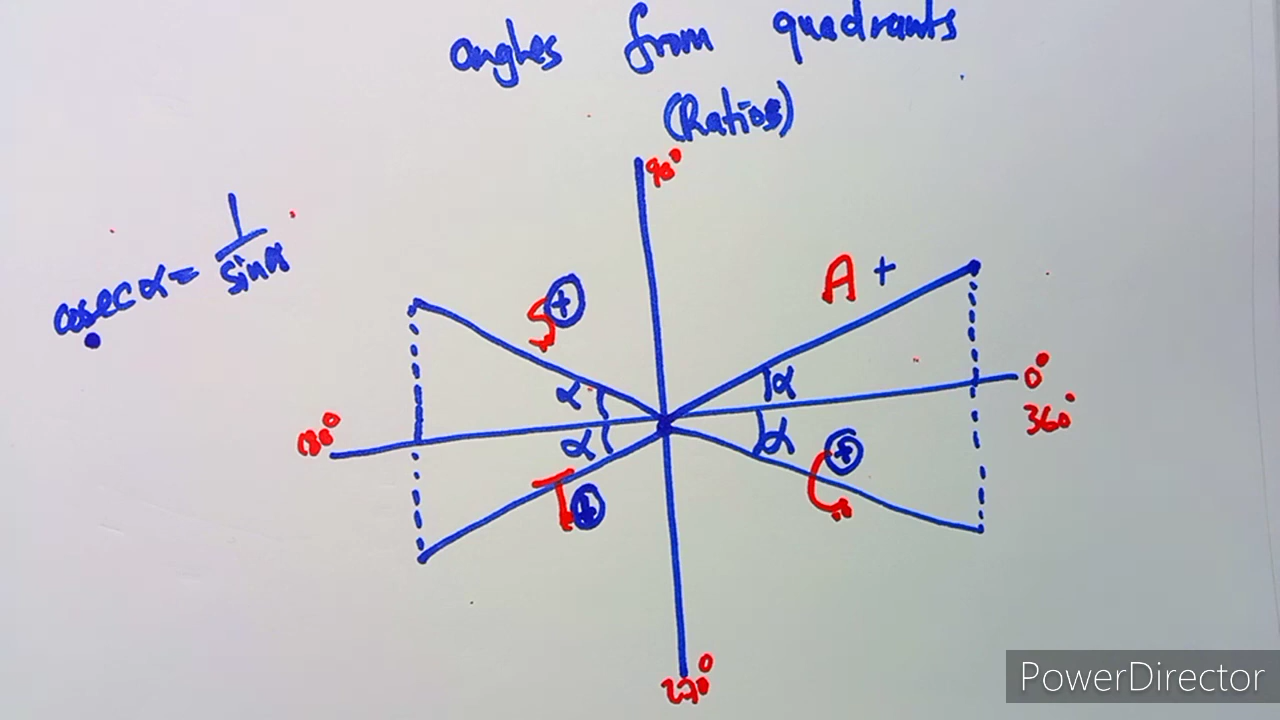 angles from quadrants
(Ratios)
90°
cosec α = 1
sin α
S +
A +
α
α
0°
360°
180°
α
α
T +
C +
270°
PowerDirector